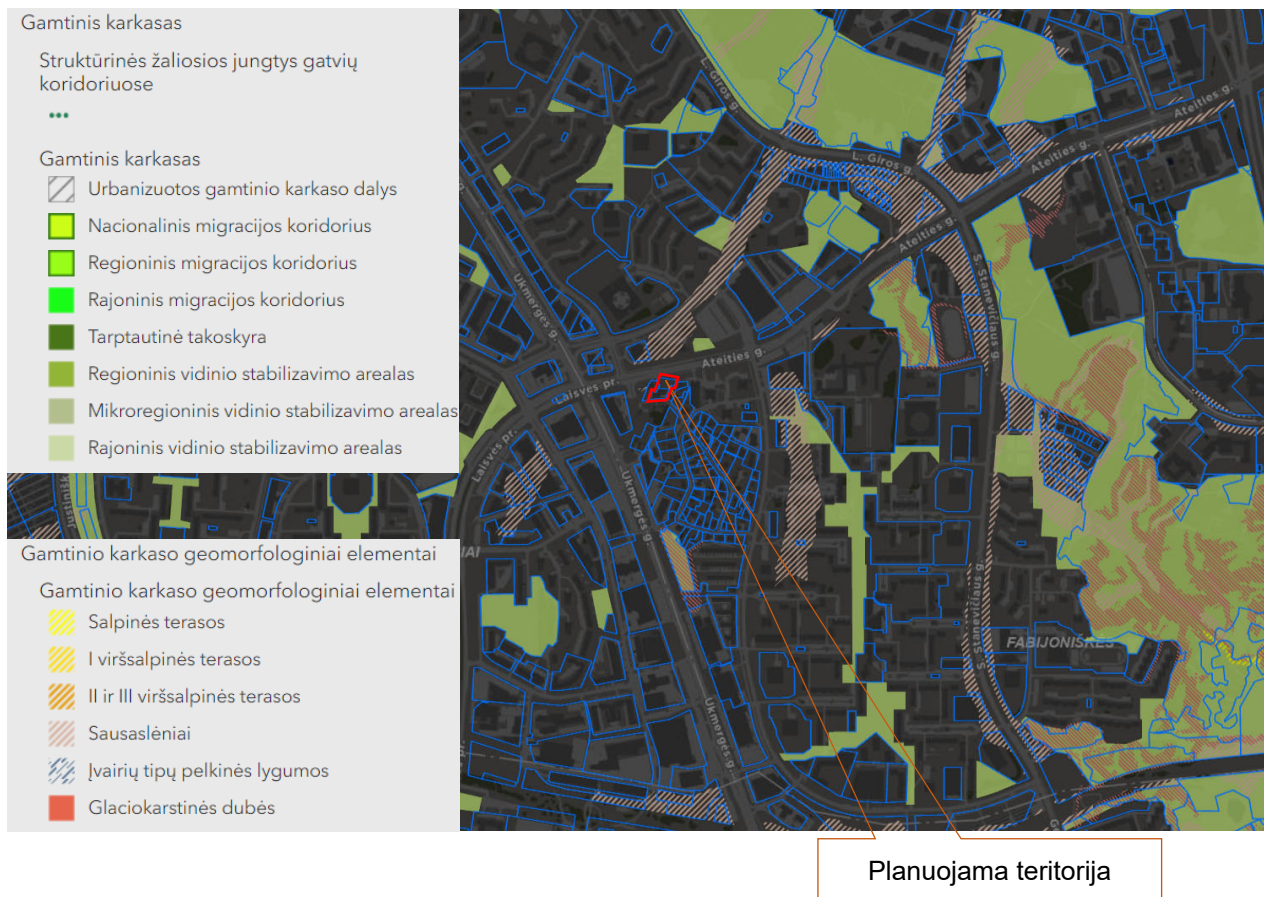 Gamtinis karkasas
Struktūrinės žaliosios jungtys gatvių
koridoriuose
Gamtinis karkasas
Urbanizuotos gamtinio karkaso dalys
Nacionalinis migracijos koridorius
Regioninis migracijos koridorius
Rajoninis migracijos koridorius
Tarptautinė takoskyra
Regioninis vidinio stabilizavimo arealas
Mikroregioninis vidinio stabilizavimo arealas
Rajoninis vidinio stabilizavimo arealas
Gamtinio karkaso geomorfologiniai elementai
Gamtinio karkaso geomorfologiniai elementai
Salpinės terasos
I viršsalpinės terasos
II ir III viršsalpinės terasos
Sausaslėniai
Įvairių tipų pelkinės lygumos
Glaciokarstinės dubės
L. Giros g.
Ateities g.
L. Giros g.
Ateities g.
Ukmergės g.
S. Stanevičiaus g.
Ateities g.
Laisvės pr.
Laisvės pr.
Ukmergės g.
Justinišk
IAI
S. Stanevičiaus g.
FABIJONIŠKĖS
Ukmergės g.
pr.
Planuojama teritorija